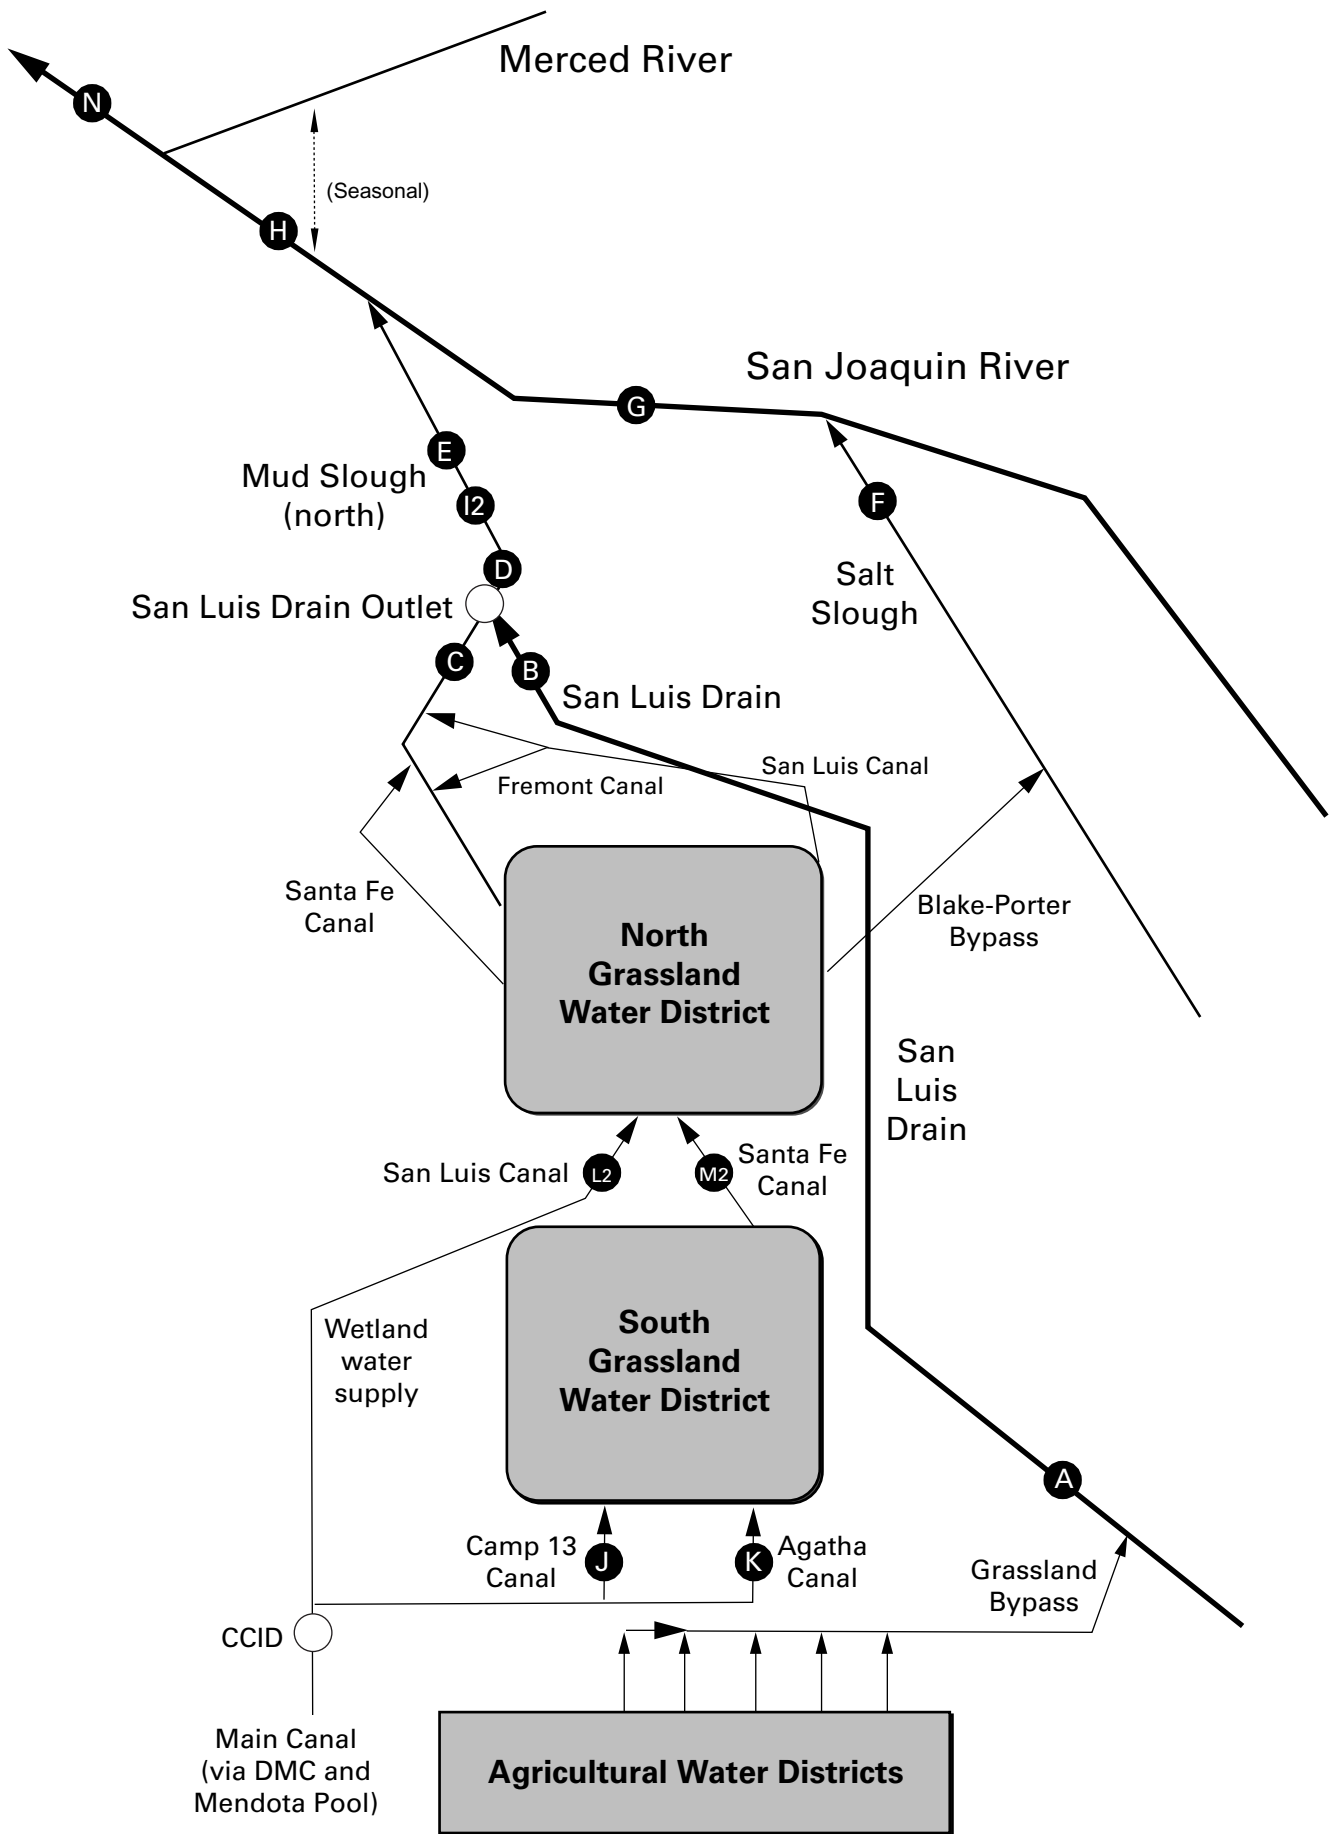 Merced River
N
(Seasonal)
H
San Joaquin River
G
E
Mud Slough
(north)
I2
F
D
Salt
Slough
San Luis Drain Outlet
C
B
San Luis Drain
San Luis Canal
Fremont Canal
Santa Fe
Canal
Blake-Porter
Bypass
North
Grassland
Water District
San
Luis
Drain
San Luis Canal
L2
M2
Santa Fe
Canal
Wetland
water
supply
South
Grassland
Water District
A
Camp 13
Canal
J
K
Agatha
Canal
Grassland
Bypass
CCID
Main Canal
(via DMC and
Mendota Pool)
Agricultural Water Districts